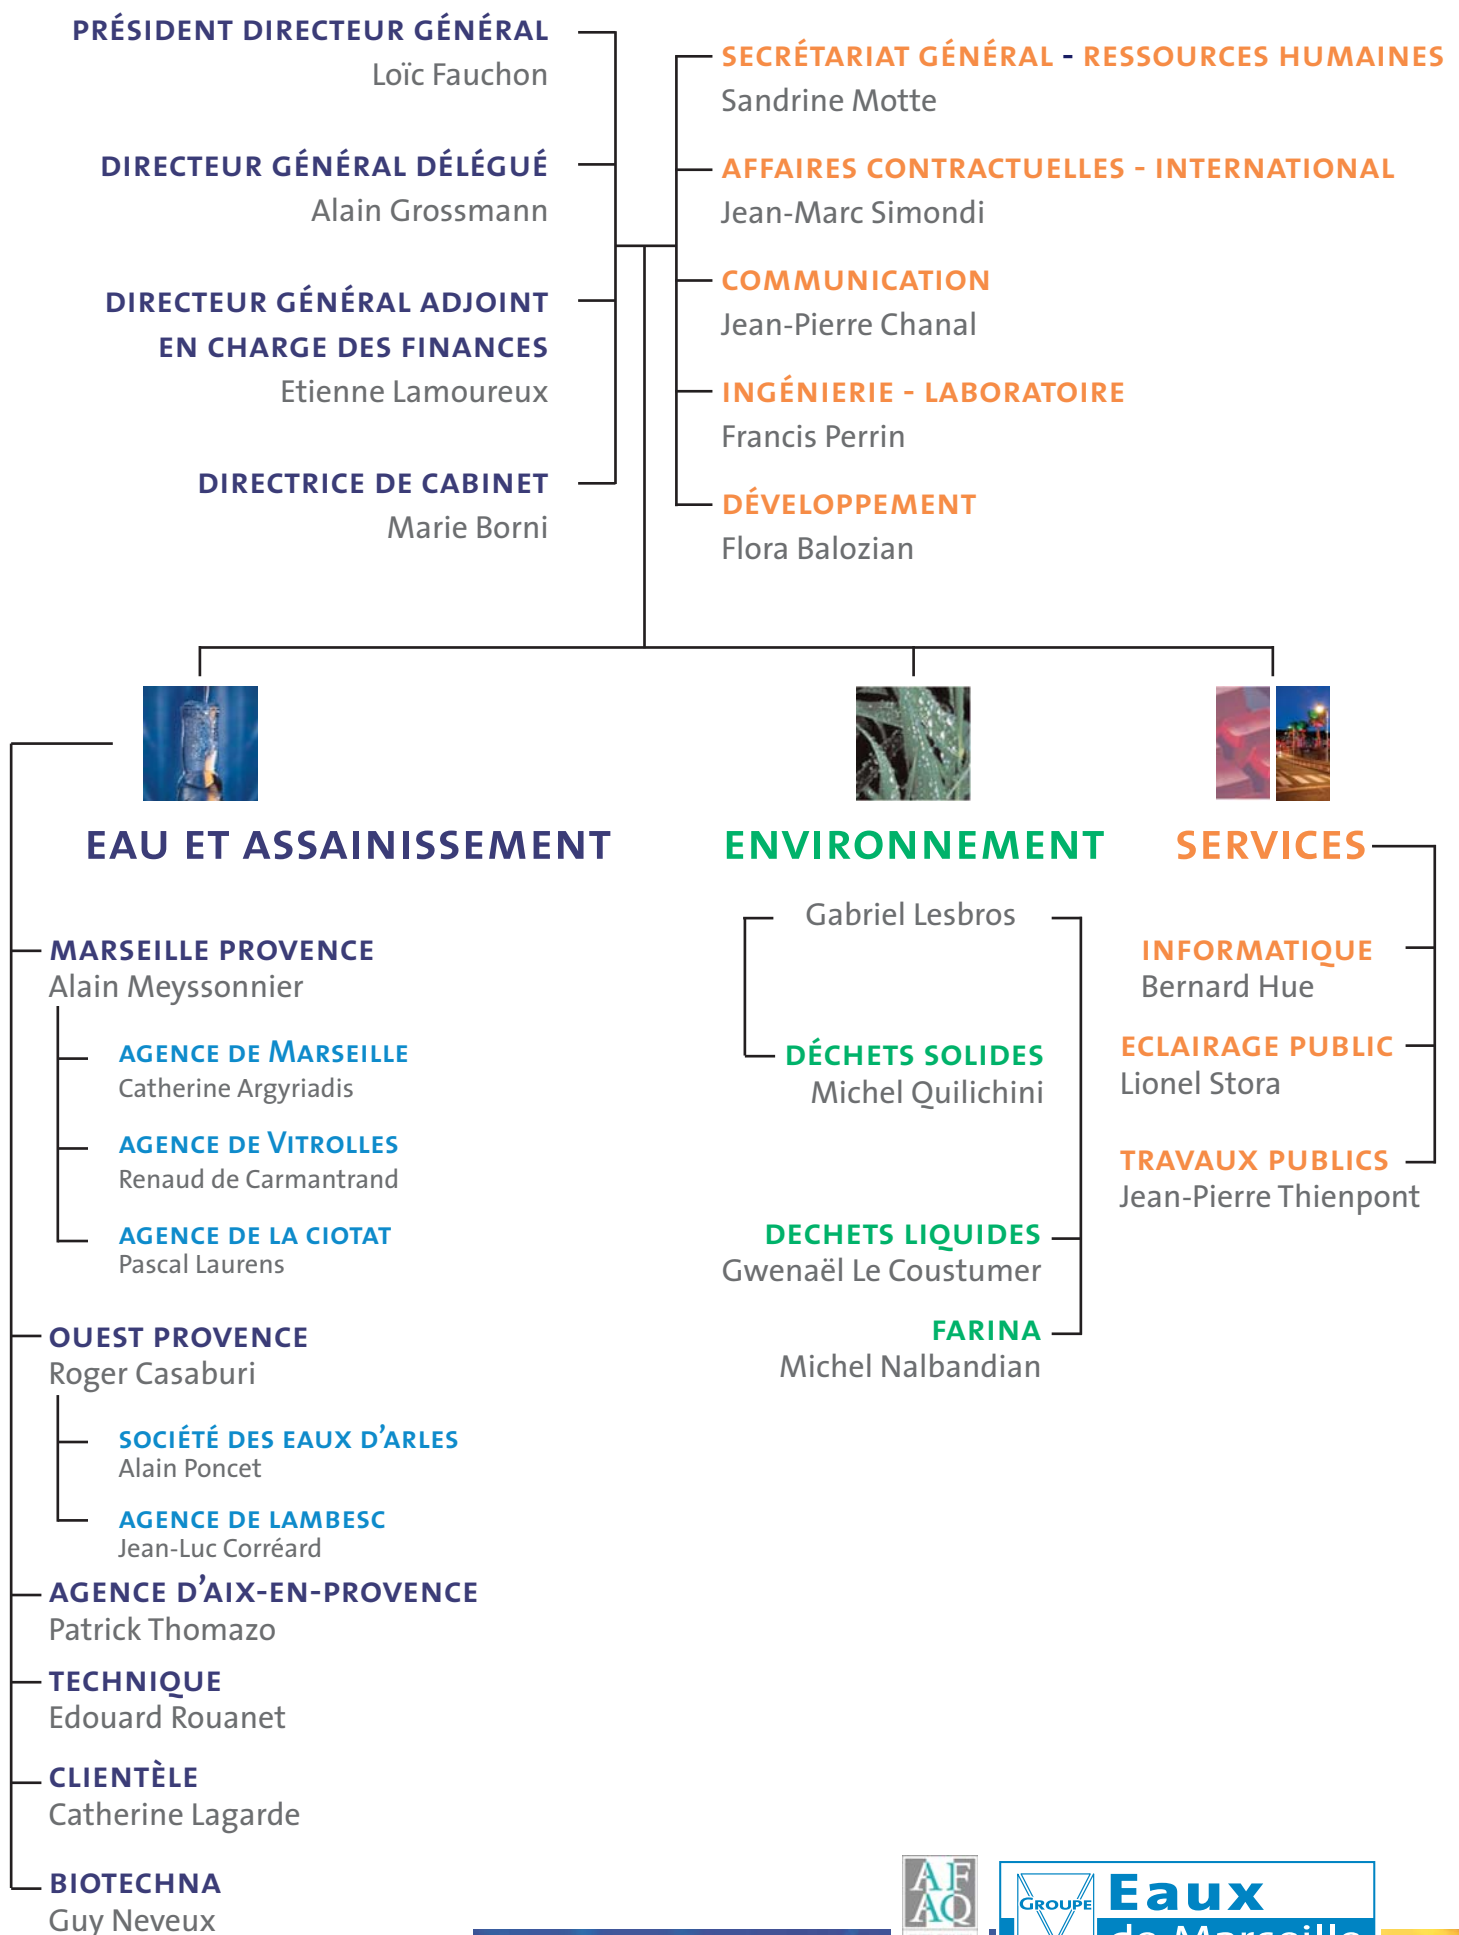 PRÉSIDENT DIRECTEUR GÉNÉRAL
Loïc Fauchon
DIRECTEUR GÉNÉRAL DÉLÉGUÉ
Alain Grossmann
DIRECTEUR GÉNÉRAL ADJOINT
EN CHARGE DES FINANCES
Etienne Lamoureux
DIRECTRICE DE CABINET
Marie Borni
SECRÉTARIAT GÉNÉRAL - RESSOURCES HUMAINES
Sandrine Motte
AFFAIRES CONTRACTUELLES - INTERNATIONAL
Jean-Marc Simondi
COMMUNICATION
Jean-Pierre Chanal
INGÉNIERIE - LABORATOIRE
Francis Perrin
DÉVELOPPEMENT
Flora Balozian
EAU ET ASSAINISSEMENT
MARSEILLE PROVENCE
Alain Meyssonnier
AGENCE DE MARSEILLE
Catherine Argyriadis
AGENCE DE VITROLLES
Renaud de Carmantrand
AGENCE DE LA CIOTAT
Pascal Laurens
OUEST PROVENCE
Roger Casaburi
SOCIÉTÉ DES EAUX D’ARLES
Alain Poncet
AGENCE DE LAMBESC
Jean-Luc Corréard
AGENCE D’AIX-EN-PROVENCE
Patrick Thomazo
TECHNIQUE
Edouard Rouanet
CLIENTÈLE
Catherine Lagarde
BIOTECHNA
Guy Neveux
ENVIRONNEMENT
Gabriel Lesbros
DÉCHETS SOLIDES
Michel Quilichini
DECHETS LIQUIDES
Gwenaël Le Coustumer
FARINA
Michel Nalbandian
SERVICES
INFORMATIQUE
Bernard Hue
ECLAIRAGE PUBLIC
Lionel Stora
TRAVAUX PUBLICS
Jean-Pierre Thienpont
AF
AQ
GROUPE
Eaux
de Marseille